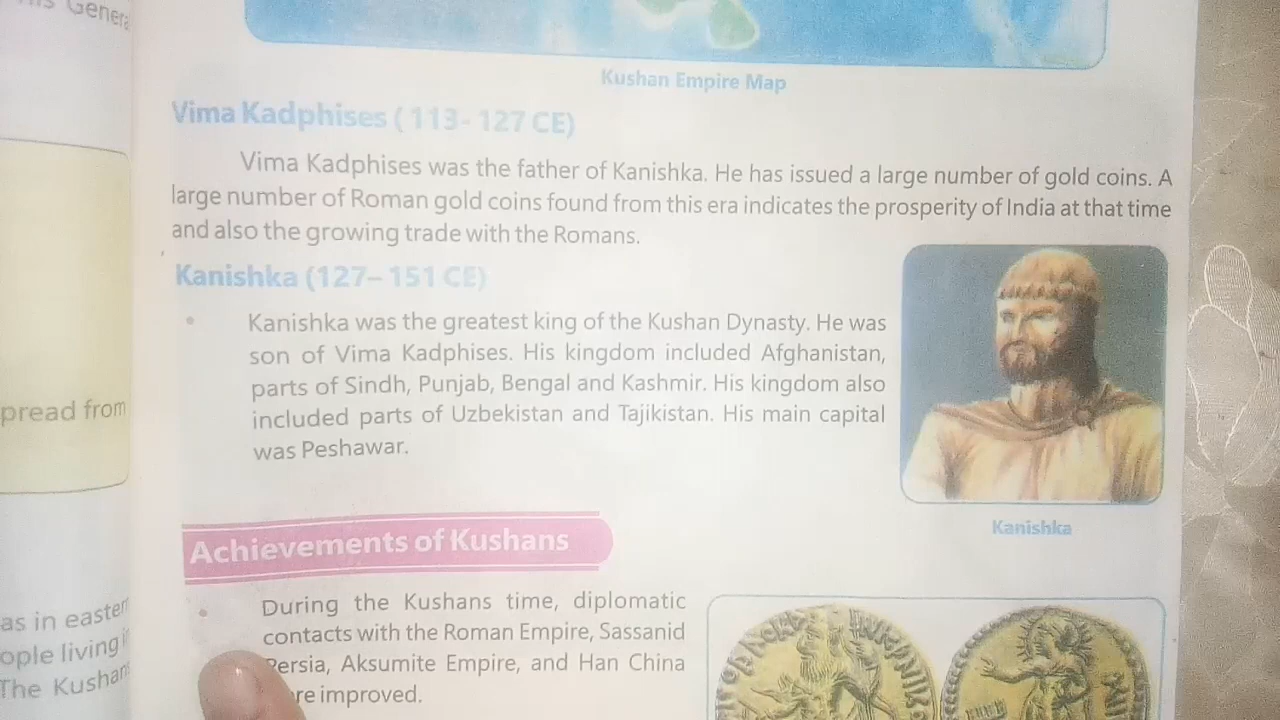 Genera
Kushan Empire Map
Vima Kadphises ( 113- 127 CE)
Vima Kadphises was the father of Kanishka. He has issued a large number of gold coins. A
large number of Roman gold coins found from this era indicates the prosperity of India at that time
and also the growing trade with the Romans.
Kanishka (127– 151 CE)
• Kanishka was the greatest king of the Kushan Dynasty. He was
son of Vima Kadphises. His kingdom included Afghanistan,
parts of Sindh, Punjab, Bengal and Kashmir. His kingdom also
included parts of Uzbekistan and Tajikistan. His main capital
was Peshawar.
Kanishka
pread from
Achievements of Kushans
• During the Kushans time, diplomatic
contacts with the Roman Empire, Sassanid
Persia, Aksumite Empire, and Han China
re improved.
as in easter
ople living
The Kushan